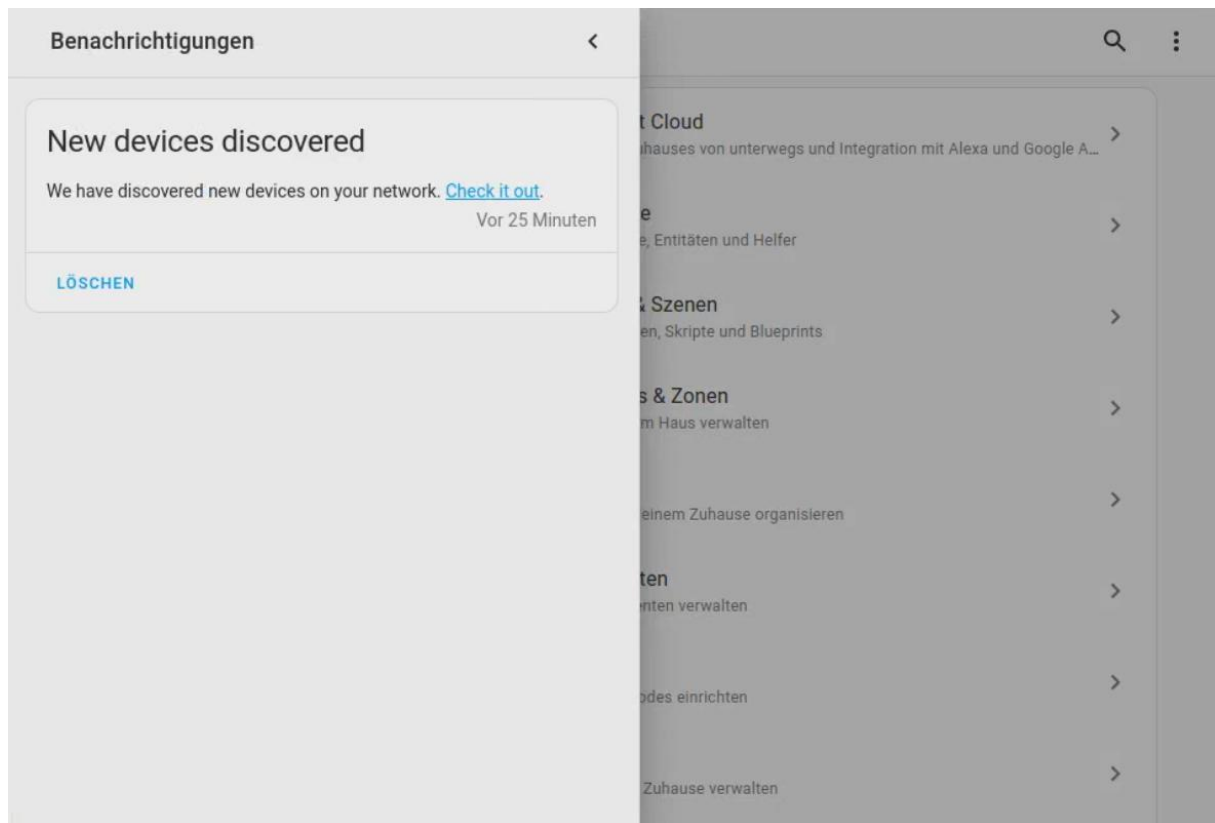 Benachrichtigungen
New devices discovered
We have discovered new devices on your network. Check it out.
Vor 25 Minuten
LÖSCHEN
t Cloud
uhauses von unterwegs und Integration mit Alexa und Google A...
e
e, Entitäten und Helfer
& Szenen
en, Skripte und Blueprints
s & Zonen
m Haus verwalten
einem Zuhause organisieren
ten
enten verwalten
odes einrichten
Zuhause verwalten